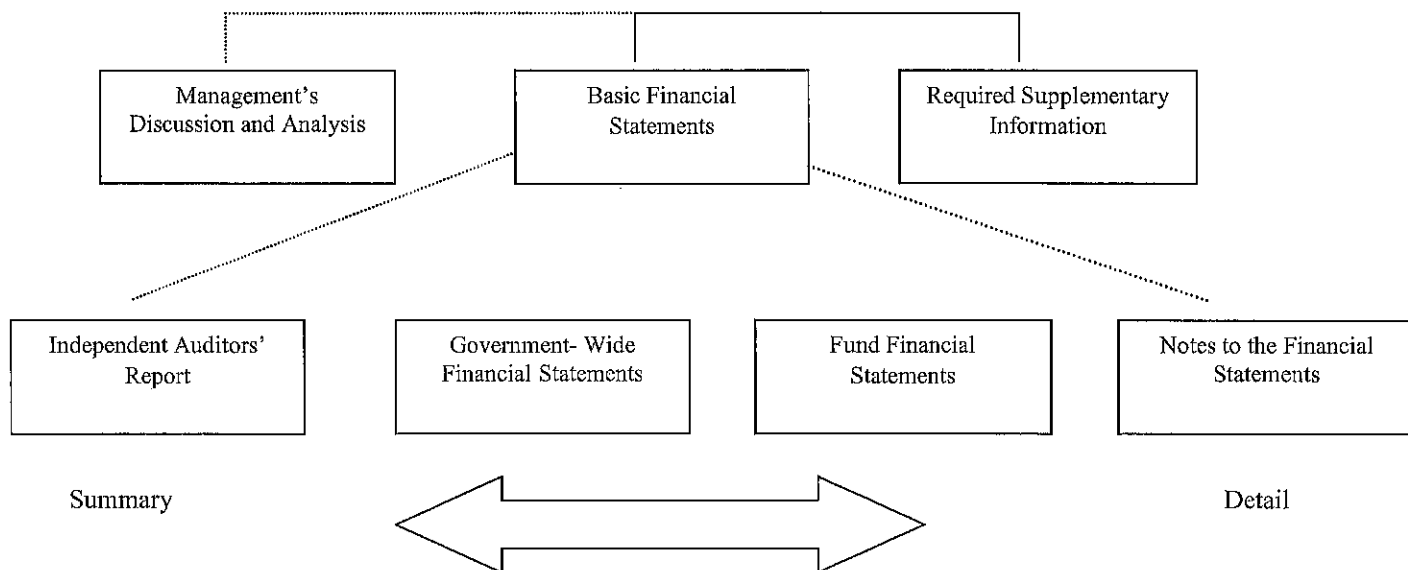 Management's
Discussion and Analysis
Basic Financial
Statements
Required Supplementary
Information
Independent Auditors'
Report
Government- Wide
Financial Statements
Fund Financial
Statements
Notes to the Financial
Statements
Summary
Detail